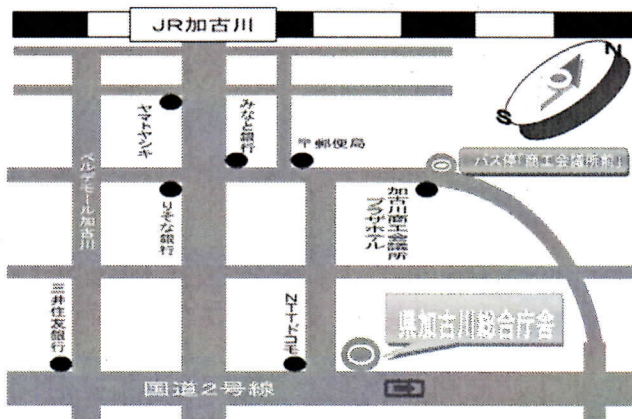 JR加古川
N
S
ヤマトヤシキ
みなと銀行
〒郵便局
バス停「商工会議所前」
ベルデモール加古川
りそな銀行
加古川商工会議所
プラザホテル
三井住友銀行
NTTドコモ
県加古川総合庁舎
国道2号線